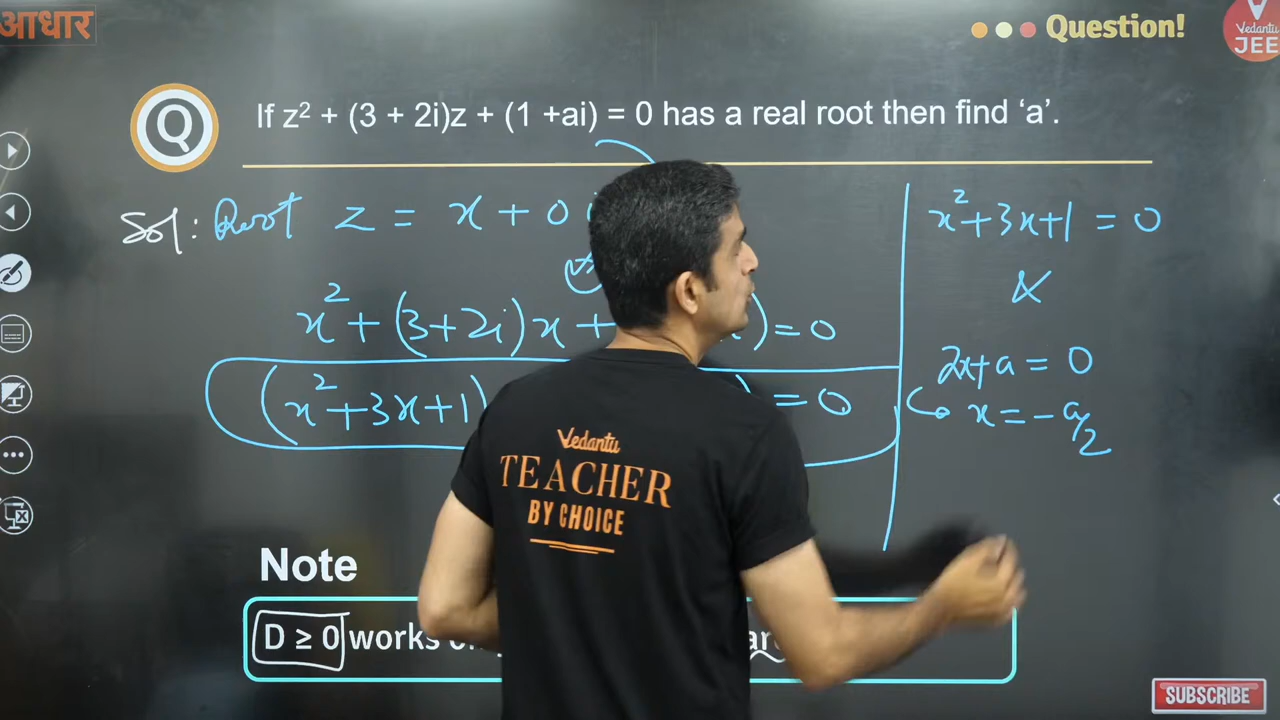 आधार
Question!
Vedantu
JEE
Q
If z² + (3 + 2i)z + (1 +ai) = 0 has a real root then find ‘a’.
Sol: Root z = x + 0
x² + (3+2i)x + ) = 0
(x² + 3x + 1) = 0
x² + 3x + 1 = 0
&
2x + a = 0
↪ x = -a/2
Vedantu
TEACHER
BY CHOICE
Note
D ≥ 0 works
SUBSCRIBE